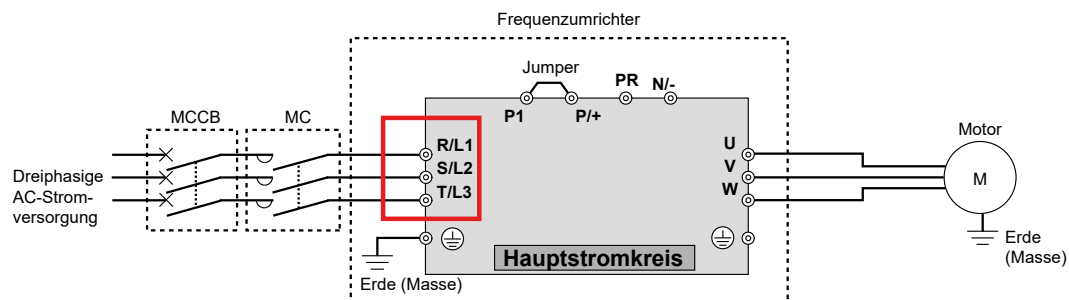 Frequenzumrichter
Jumper
PR
N/-
P1
P/+
MCCB
MC
R/L1
S/L2
T/L3
U
V
W
Motor
M
Dreiphasige
AC-Strom-
versorgung
Erde (Masse)
Hauptstromkreis
Erde
(Masse)